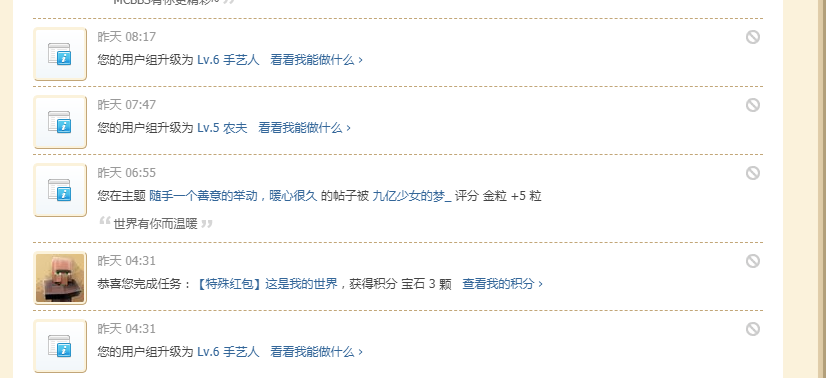 MCBBS有你更精彩~
昨天 08:17
您的用户组升级为 Lv.6 手艺人 看看我能做什么 ›
昨天 07:47
您的用户组升级为 Lv.5 农夫 看看我能做什么 ›
昨天 06:55
您在主题 随手一个善意的举动，暖心很久 的帖子被 九亿少女的梦_ 评分 金粒 +5 粒
世界有你而温暖
昨天 04:31
恭喜您完成任务：【特殊红包】这是我的世界，获得积分 宝石 3 颗 查看我的积分 ›
昨天 04:31
您的用户组升级为 Lv.6 手艺人 看看我能做什么 ›